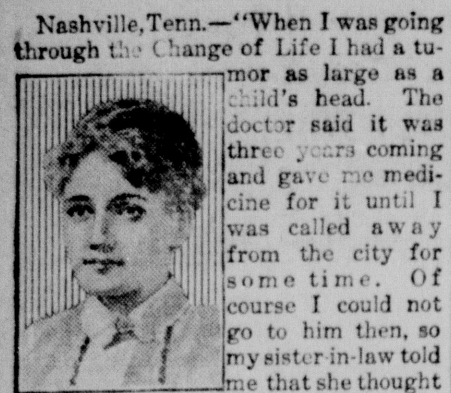 Nashville, Tenn.—"When I was going
through the Change of Life I had a tu-
mor as large as a
child's head. The
doctor said it was
three years coming
and gave me medi-
cine for it until I
was called away
from the city for
some time. Of
course I could not
go to him then, so
my sister-in-law told
me that she thought